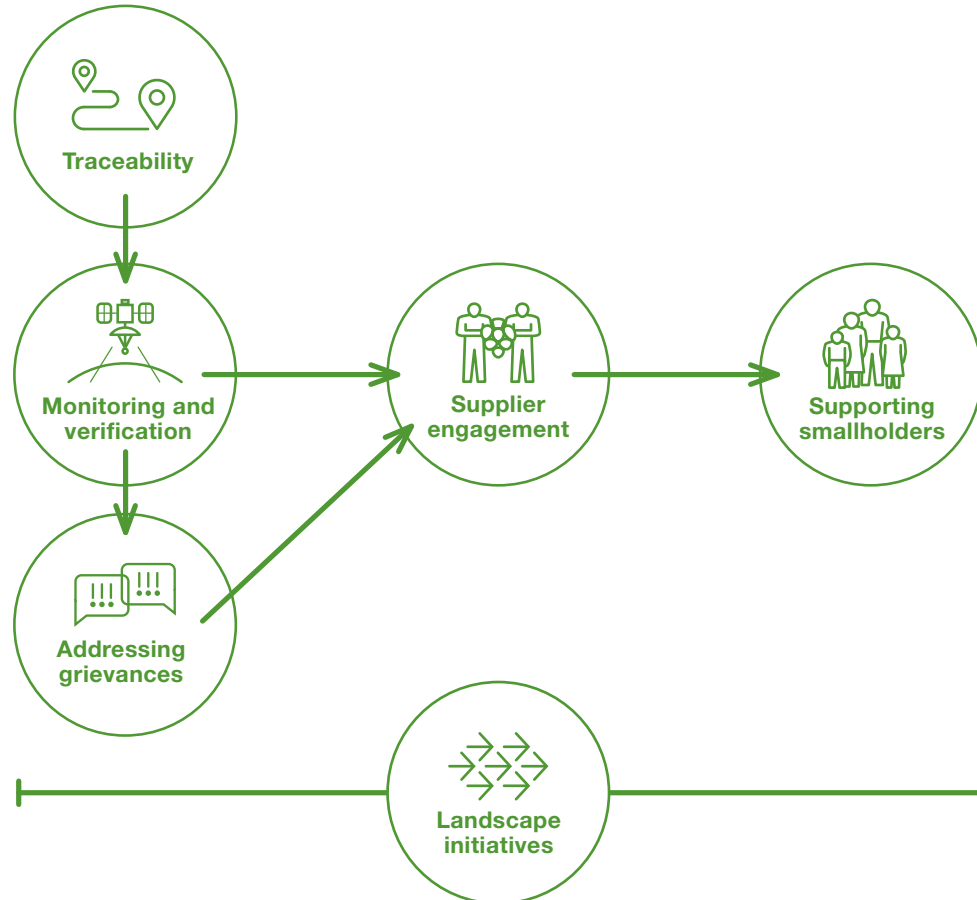 Traceability
Monitoring and
verification
Supplier
engagement
Supporting
smallholders
Addressing
grievances
Landscape
initiatives